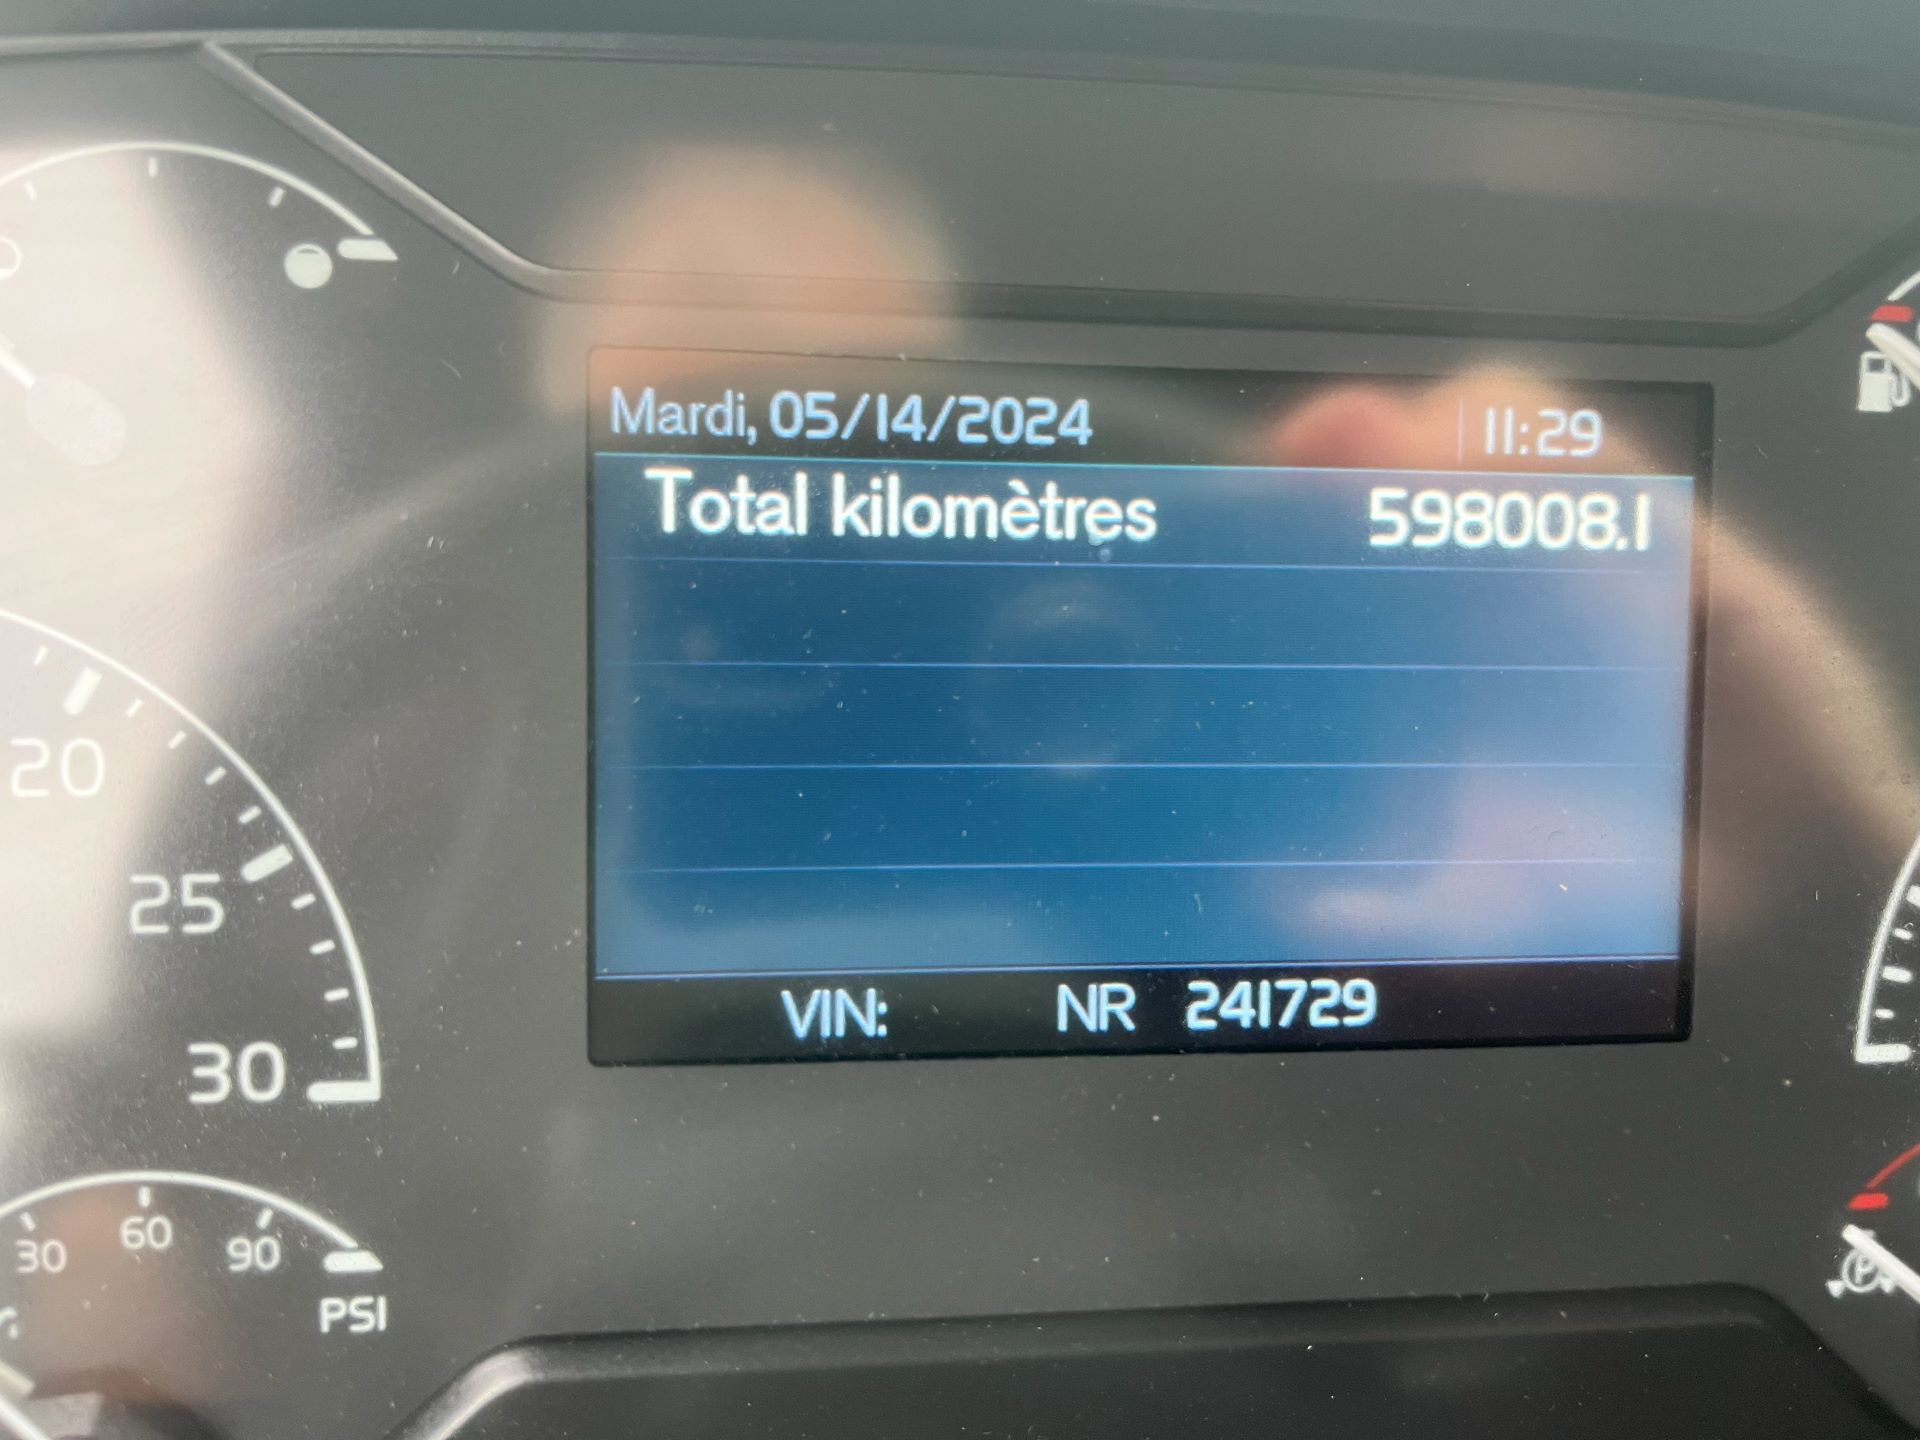 Mardi, 05/14/2024 11:29
Total kilomètres 598008.1
VIN: NR 241729
20
25
30
30 60 90
PSI
P